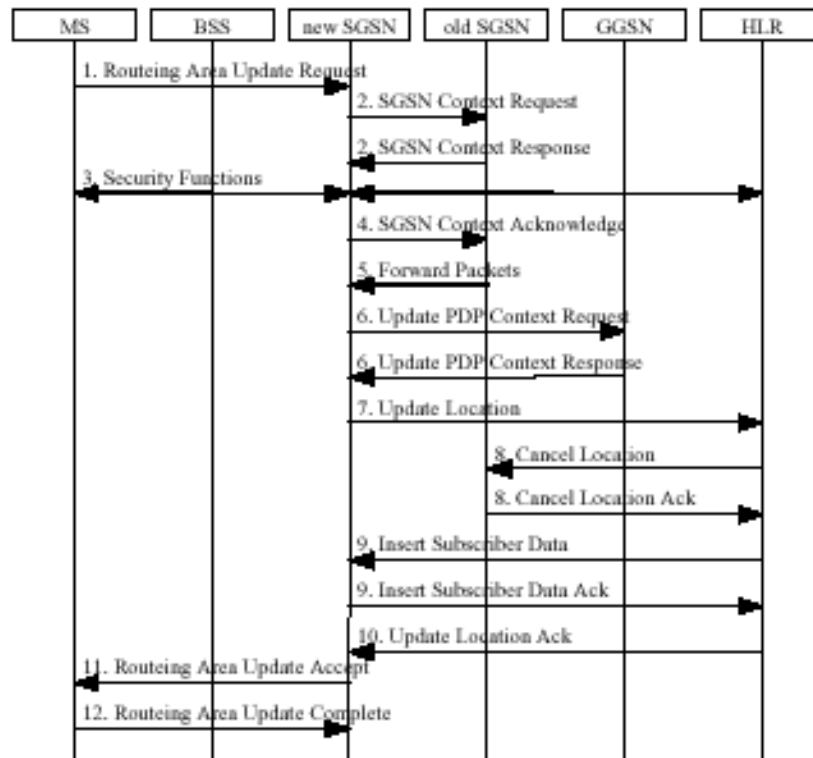 MS BSS new SGSN old SGSN GGSN HLR
1. Routeing Area Update Request
2. SGSN Context Request
2. SGSN Context Response
3. Security Functions
4. SGSN Context Acknowledge
5. Forward Packets
6. Update PDP Context Request
6. Update PDP Context Response
7. Update Location
8. Cancel Location
8. Cancel Location Ack
9. Insert Subscriber Data
9. Insert Subscriber Data Ack
10. Update Location Ack
11. Routeing Area Update Accept
12. Routeing Area Update Complete